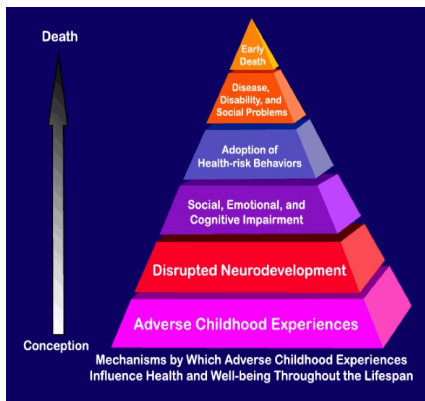 Death
Early
Death
Disease,
Disability, and
Social Problems
Adoption of
Health-risk Behaviors
Social, Emotional, and
Cognitive Impairment
Disrupted Neurodevelopment
Adverse Childhood Experiences
Conception
Mechanisms by Which Adverse Childhood Experiences
Influence Health and Well-being Throughout the Lifespan